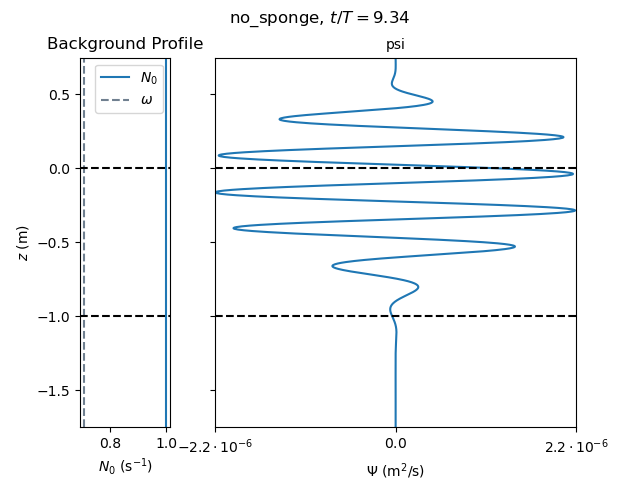 no_sponge, t/T = 9.34
Background Profile
psi
N₀
ω
0.5
0.0
−0.5
−1.0
−1.5
z (m)
0.8
1.0
N₀ (s⁻¹)
−2.2 · 10⁻⁶
0.0
2.2 · 10⁻⁶
Ψ (m²/s)